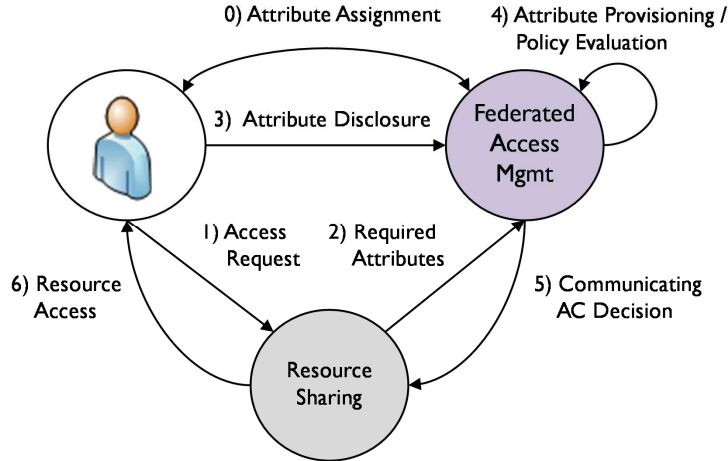 0) Attribute Assignment
4) Attribute Provisioning /
Policy Evaluation
3) Attribute Disclosure
Federated
Access
Mgmt
1) Access
Request
2) Required
Attributes
6) Resource
Access
5) Communicating
AC Decision
Resource
Sharing